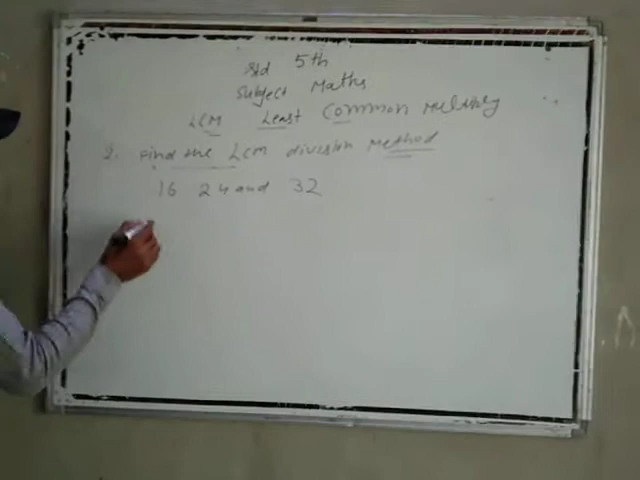 Std 5th
Subject Maths
LCM Least Common
2. Find the LCM division Method
16 24 and 32